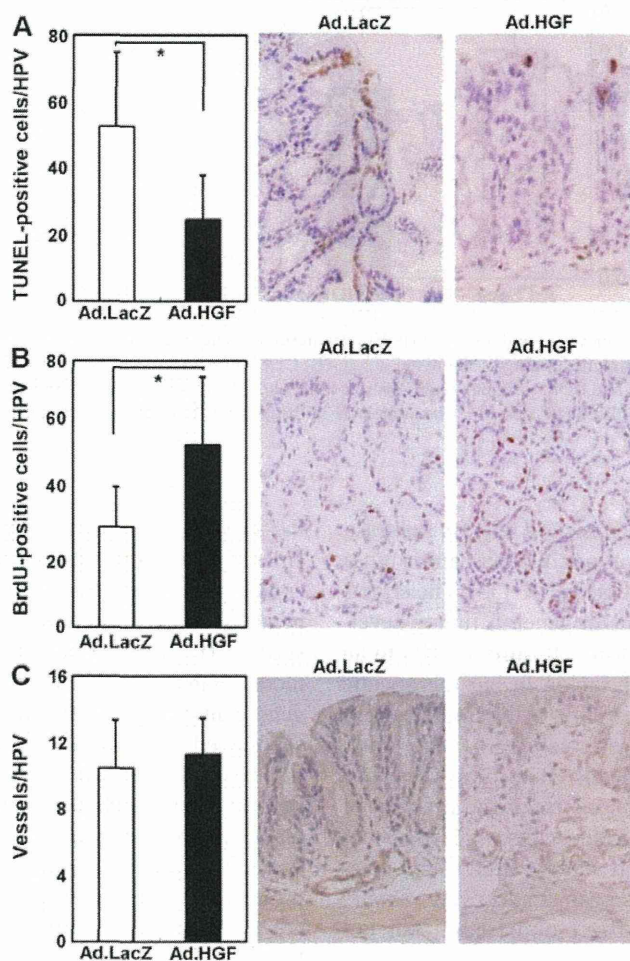 A
Ad.LacZ
Ad.HGF
TUNEL-positive cells/HPV
80
60
40
20
0
*
Ad.LacZ
Ad.HGF
B
Ad.LacZ
Ad.HGF
BrdU-positive cells/HPV
80
60
40
20
0
*
Ad.LacZ
Ad.HGF
C
Ad.LacZ
Ad.HGF
Vessels/HPV
16
12
8
4
0
Ad.LacZ
Ad.HGF